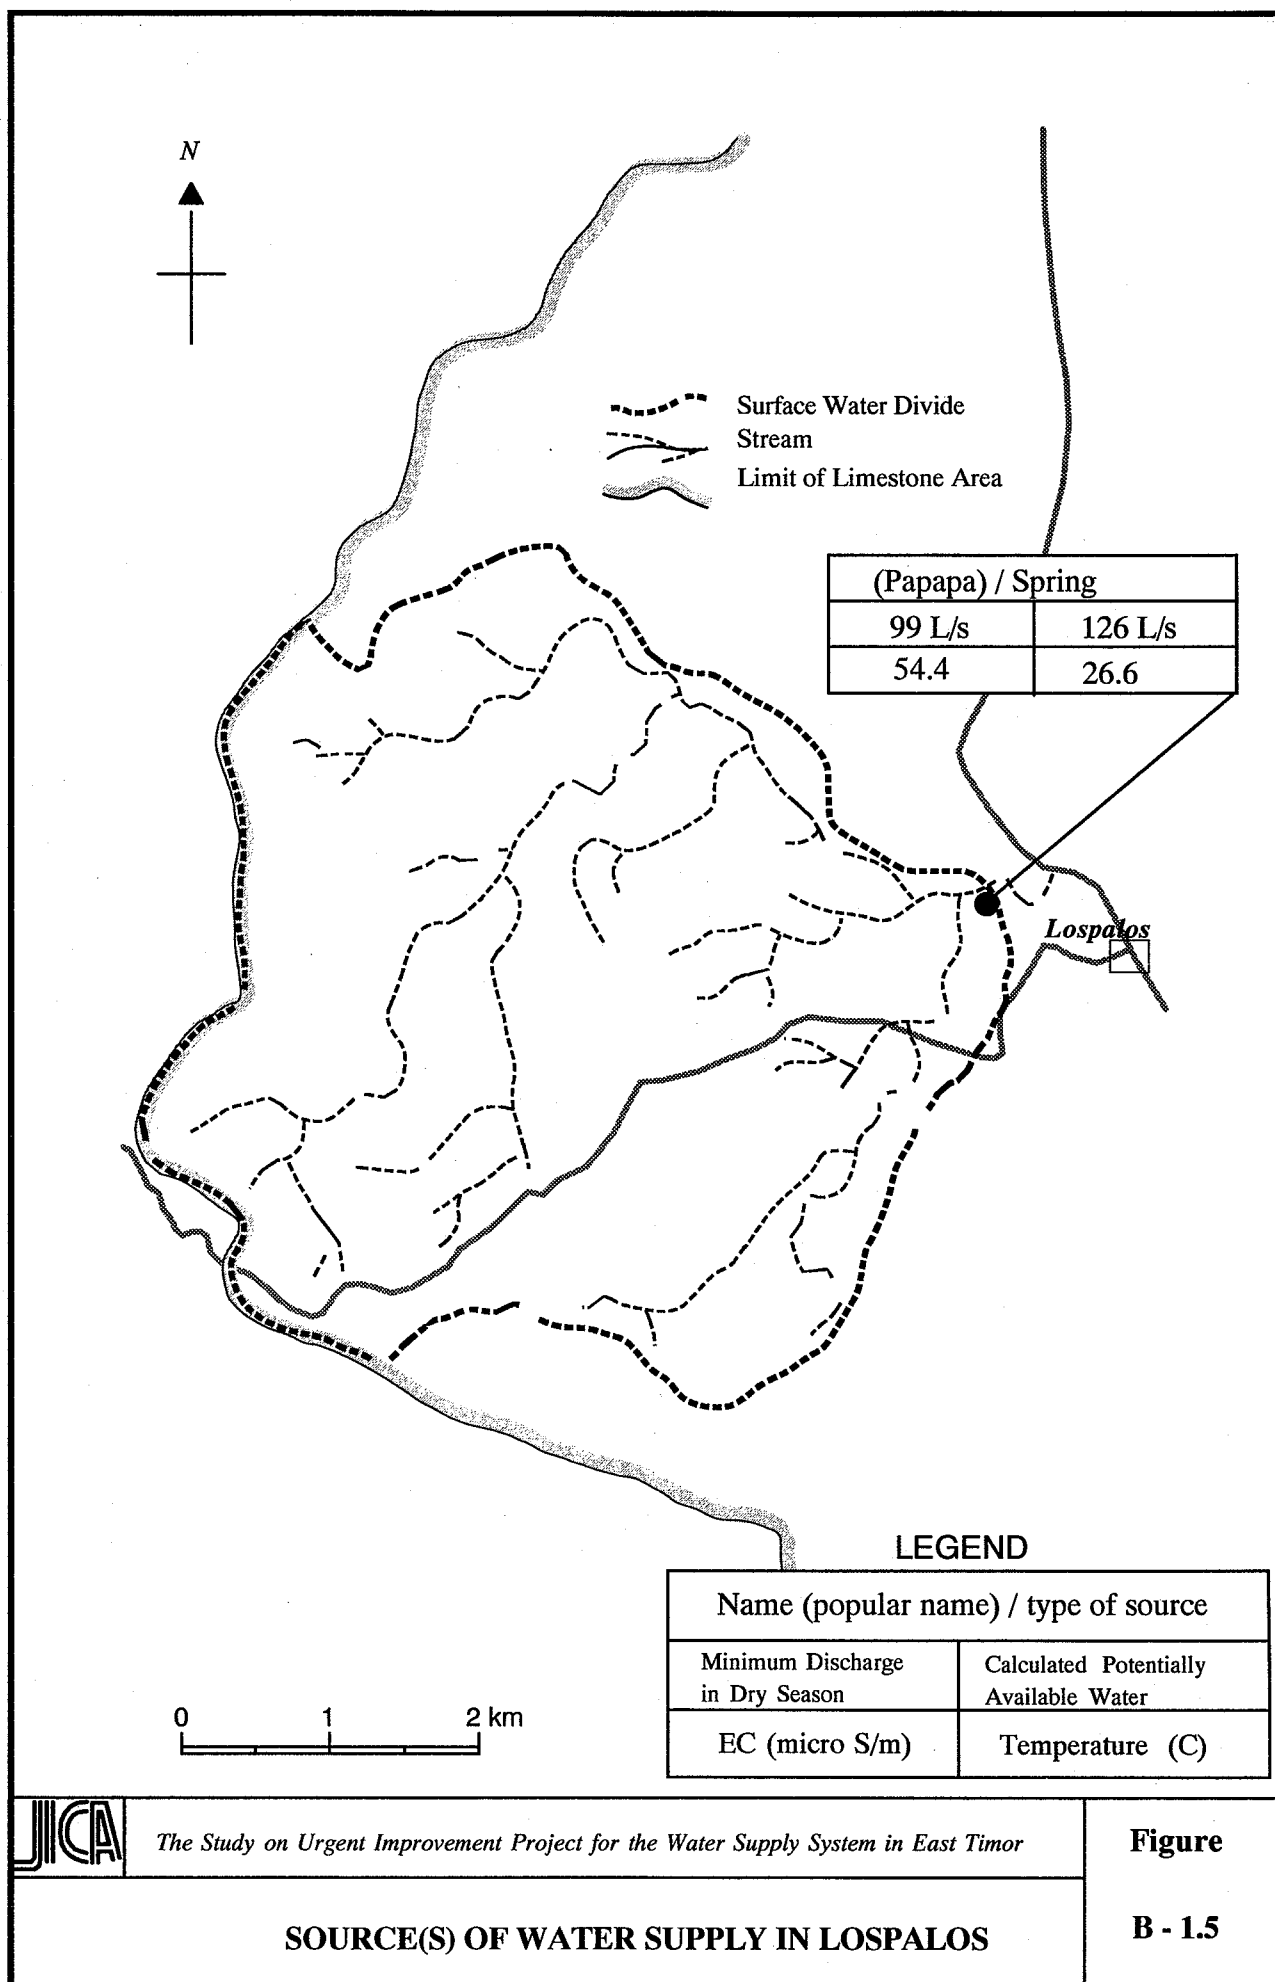 N
Surface Water Divide
Stream
Limit of Limestone Area
(Papapa) / Spring
99 L/s 126 L/s
54.4 26.6
Lospalos
LEGEND
Name (popular name) / type of source
Minimum Discharge
in Dry Season
Calculated Potentially
Available Water
EC (micro S/m) Temperature (C)
0 1 2 km
JICA
The Study on Urgent Improvement Project for the Water Supply System in East Timor
Figure
B - 1.5
SOURCE(S) OF WATER SUPPLY IN LOSPALOS